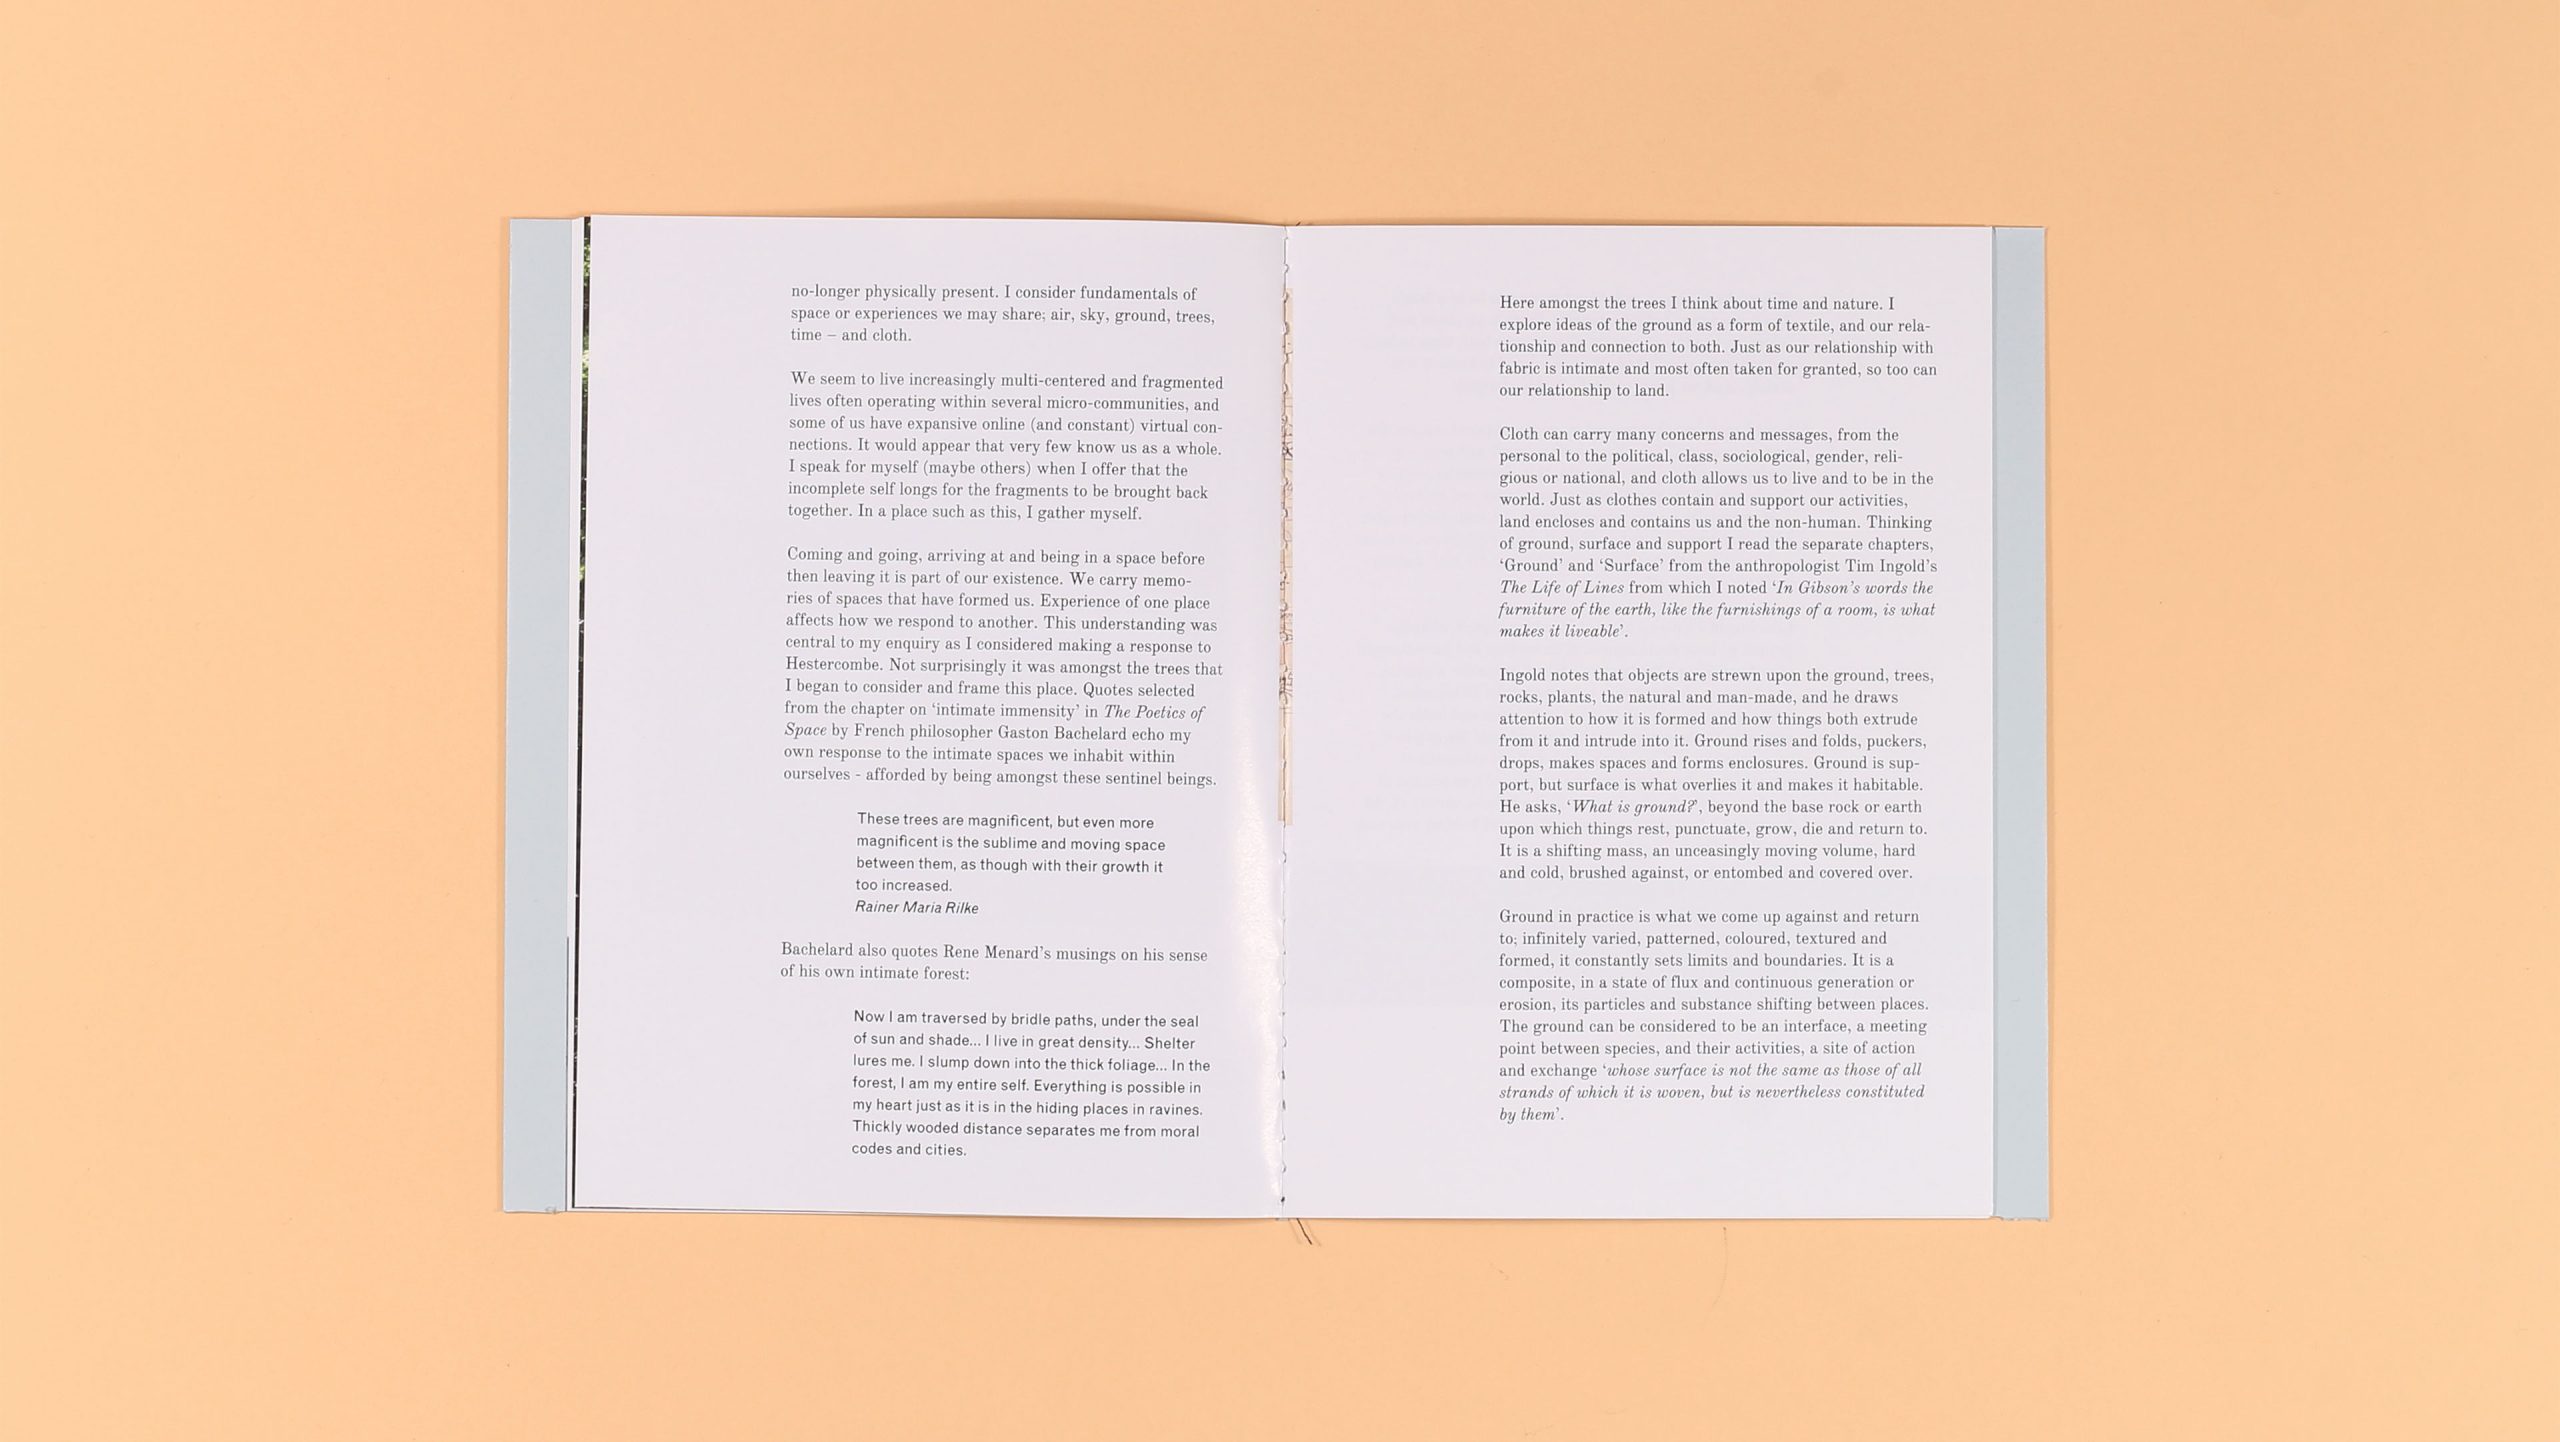 no-longer physically present. I consider fundamentals of
space or experiences we may share; air, sky, ground, trees,
time – and cloth.
We seem to live increasingly multi-centered and fragmented
lives often operating within several micro-communities, and
some of us have expansive online (and constant) virtual con-
nections. It would appear that very few know us as a whole.
I speak for myself (maybe others) when I offer that the
incomplete self longs for the fragments to be brought back
together. In a place such as this, I gather myself.
Coming and going, arriving at and being in a space before
then leaving it is part of our existence. We carry memo-
ries of spaces that have formed us. Experience of one place
affects how we respond to another. This understanding was
central to my enquiry as I considered making a response to
Hestercombe. Not surprisingly it was amongst the trees that
I began to consider and frame this place. Quotes selected
from the chapter on ‘intimate immensity’ in The Poetics of
Space by French philosopher Gaston Bachelard echo my
own response to the intimate spaces we inhabit within
ourselves - afforded by being amongst these sentinel beings.
These trees are magnificent, but even more
magnificent is the sublime and moving space
between them, as though with their growth it
too increased.
Rainer Maria Rilke
Bachelard also quotes Rene Menard’s musings on his sense
of his own intimate forest:
Now I am traversed by bridle paths, under the seal
of sun and shade... I live in great density... Shelter
lures me. I slump down into the thick foliage... In the
forest, I am my entire self. Everything is possible in
my heart just as it is in the hiding places in ravines.
Thickly wooded distance separates me from moral
codes and cities.
Here amongst the trees I think about time and nature. I
explore ideas of the ground as a form of textile, and our rela-
tionship and connection to both. Just as our relationship with
fabric is intimate and most often taken for granted, so too can
our relationship to land.
Cloth can carry many concerns and messages, from the
personal to the political, class, sociological, gender, reli-
gious or national, and cloth allows us to live and to be in the
world. Just as clothes contain and support our activities,
land encloses and contains us and the non-human. Thinking
of ground, surface and support I read the separate chapters,
‘Ground’ and ‘Surface’ from the anthropologist Tim Ingold’s
The Life of Lines from which I noted ‘In Gibson’s words the
furniture of the earth, like the furnishings of a room, is what
makes it liveable’.
Ingold notes that objects are strewn upon the ground, trees,
rocks, plants, the natural and man-made, and he draws
attention to how it is formed and how things both extrude
from it and intrude into it. Ground rises and folds, puckers,
drops, makes spaces and forms enclosures. Ground is sup-
port, but surface is what overlies it and makes it habitable.
He asks, ‘What is ground?’, beyond the base rock or earth
upon which things rest, punctuate, grow, die and return to.
It is a shifting mass, an unceasingly moving volume, hard
and cold, brushed against, or entombed and covered over.
Ground in practice is what we come up against and return
to; infinitely varied, patterned, coloured, textured and
formed, it constantly sets limits and boundaries. It is a
composite, in a state of flux and continuous generation or
erosion, its particles and substance shifting between places.
The ground can be considered to be an interface, a meeting
point between species, and their activities, a site of action
and exchange ‘whose surface is not the same as those of all
strands of which it is woven, but is nevertheless constituted
by them’.